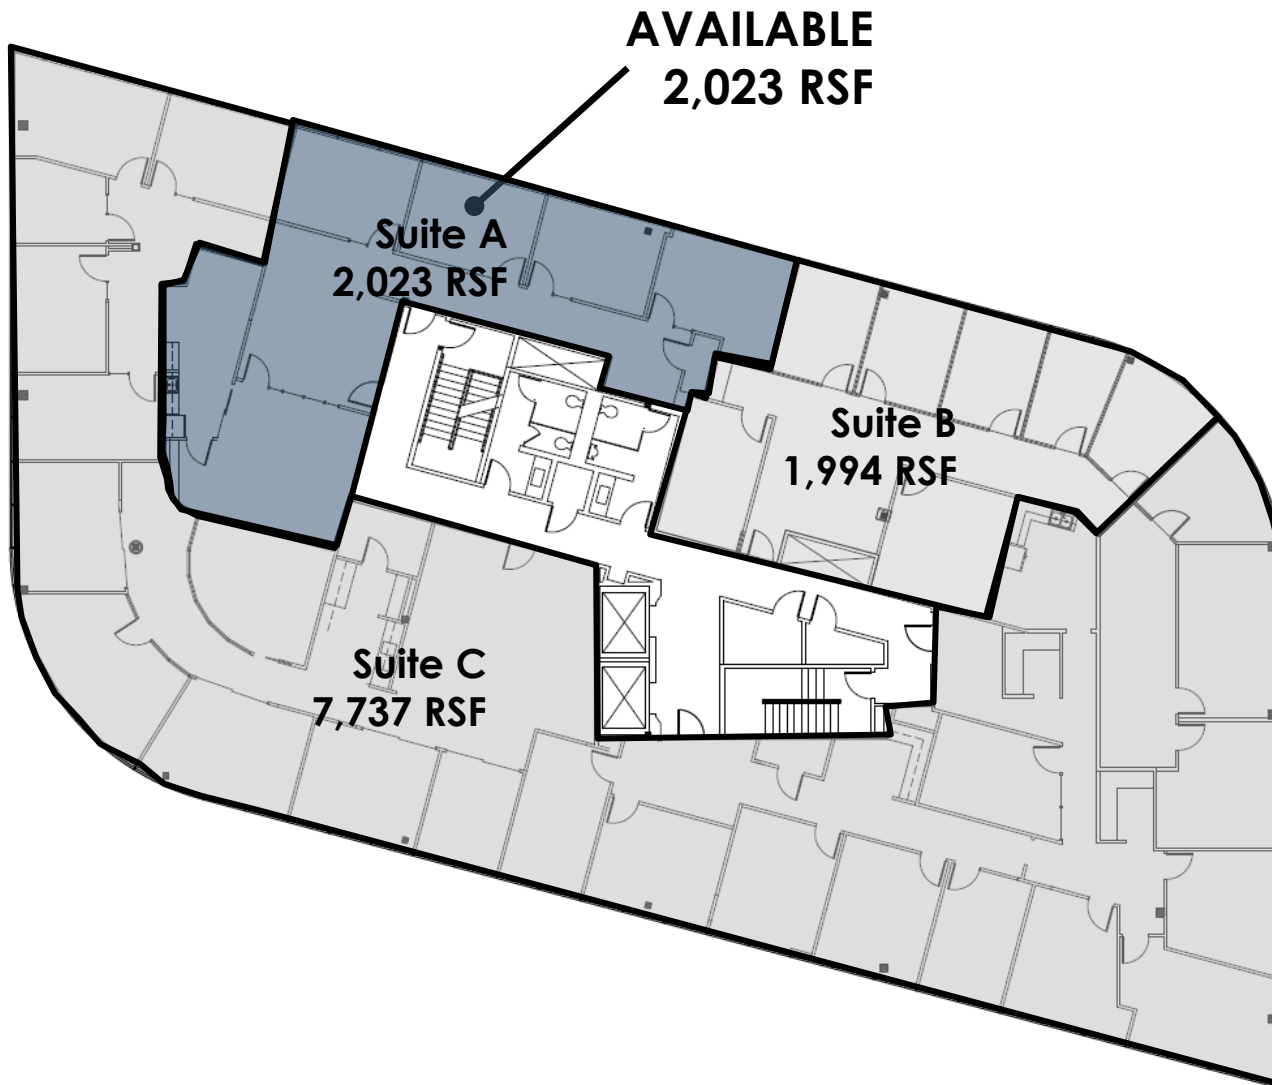 AVAILABLE
2,023 RSF
Suite A
2,023 RSF
Suite B
1,994 RSF
Suite C
7,737 RSF